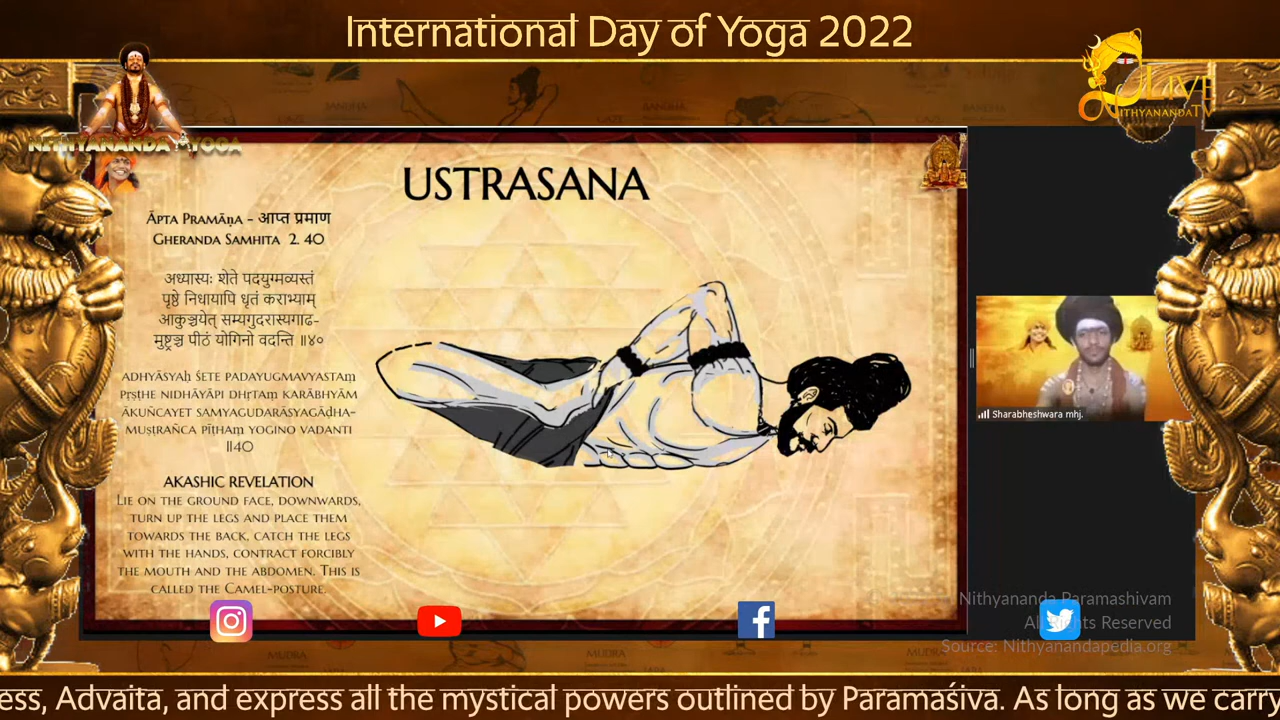 International Day of Yoga 2022
LIVE
NITHYANANDATV
NITHYANANDA YOGA
USTRASANA
Āpta Pramāṇa - आप्त प्रमाण
Gheranda Samhita 2. 40
अध्यास्यः शेते पदयुग्मव्यस्तं
पृष्ठे निधायापि धृतं कराभ्याम्
आकुञ्चयेत् सम्यगुदरास्यगाढ-
मुष्ट्रञ्च पीठं योगिनो वदन्ति ॥४०
adhyāsyaḥ śete padayugmavyastaṃ
pṛṣṭhe nidhāyāpi dhṛtaṃ karābhyām
ākuñcayet samyagudarāsyagāḍha-
muṣṭrañca pīṭhaṃ yogino vadanti
||40
AKASHIC REVELATION
Lie on the ground face, downwards,
turn up the legs and place them
towards the back, catch the legs
with the hands, contract forcibly
the mouth and the abdomen. This is
called the Camel-posture.
Sharabheshwara mhj.
Nithyananda Paramashivam
All Rights Reserved
Source: Nithyanandapedia.org
ess, Advaita, and express all the mystical powers outlined by Paramaśiva. As long as we carry